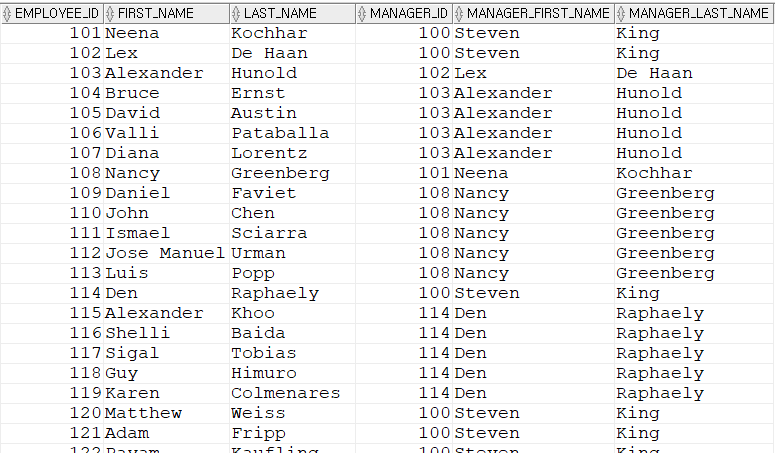 EMPLOYEE_ID FIRST_NAME LAST_NAME MANAGER_ID MANAGER_FIRST_NAME MANAGER_LAST_NAME
101 Neena Kochhar 100 Steven King
102 Lex De Haan 100 Steven King
103 Alexander Hunold 102 Lex De Haan
104 Bruce Ernst 103 Alexander Hunold
105 David Austin 103 Alexander Hunold
106 Valli Pataballa 103 Alexander Hunold
107 Diana Lorentz 103 Alexander Hunold
108 Nancy Greenberg 101 Neena Kochhar
109 Daniel Faviet 108 Nancy Greenberg
110 John Chen 108 Nancy Greenberg
111 Ismael Sciarra 108 Nancy Greenberg
112 Jose Manuel Urman 108 Nancy Greenberg
113 Luis Popp 108 Nancy Greenberg
114 Den Raphaely 100 Steven King
115 Alexander Khoo 114 Den Raphaely
116 Shelli Baida 114 Den Raphaely
117 Sigal Tobias 114 Den Raphaely
118 Guy Himuro 114 Den Raphaely
119 Karen Colmenares 114 Den Raphaely
120 Matthew Weiss 100 Steven King
121 Adam Fripp 100 Steven King
122 Payam Kaufling 100 Steven King